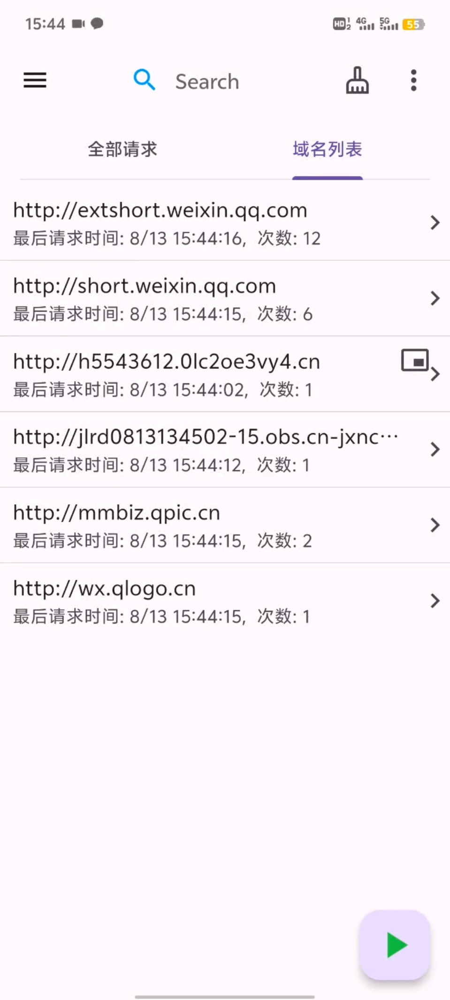 15:44 HD 1 2 4G 5G 55
Search
全部请求 域名列表
http://extshort.weixin.qq.com
最后请求时间: 8/13 15:44:16, 次数: 12
http://short.weixin.qq.com
最后请求时间: 8/13 15:44:15, 次数: 6
http://h5543612.0lc2oe3vy4.cn
最后请求时间: 8/13 15:44:02, 次数: 1
http://jlrd0813134502-15.obs.cn-jxnc…
最后请求时间: 8/13 15:44:12, 次数: 1
http://mmbiz.qpic.cn
最后请求时间: 8/13 15:44:15, 次数: 2
http://wx.qlogo.cn
最后请求时间: 8/13 15:44:15, 次数: 1